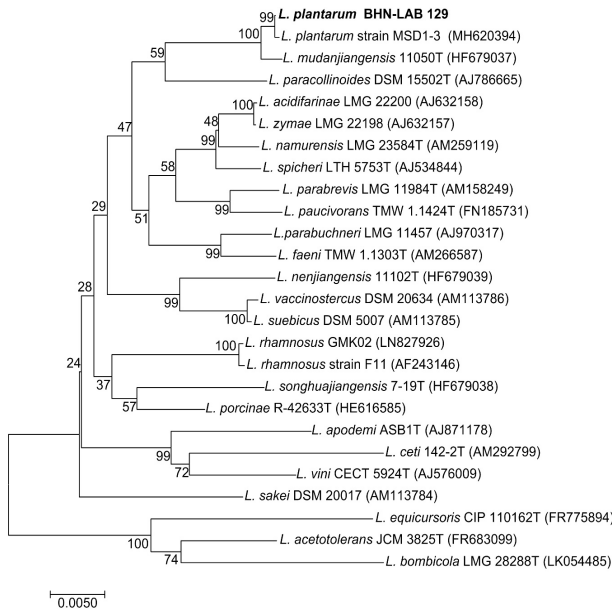 99 L. plantarum BHN-LAB 129
100 L. plantarum strain MSD1-3 (MH620394)
59 L. mudanjiangensis 11050T (HF679037)
L. paracollinoides DSM 15502T (AJ786665)
100 L. acidifarinae LMG 22200 (AJ632158)
47 48 L. zymae LMG 22198 (AJ632157)
99 L. namurensis LMG 23584T (AM259119)
58 L. spicheri LTH 5753T (AJ534844)
L. parabrevis LMG 11984T (AM158249)
29 51 99 L. paucivorans TMW 1.1424T (FN185731)
L.parabuchneri LMG 11457 (AJ970317)
99 L. faeni TMW 1.1303T (AM266587)
28 L. nenjiangensis 11102T (HF679039)
99 L. vaccinostercus DSM 20634 (AM113786)
100 L. suebicus DSM 5007 (AM113785)
100 L. rhamnosus GMK02 (LN827926)
24 L. rhamnosus strain F11 (AF243146)
37 L. songhuajiangensis 7-19T (HF679038)
57 L. porcinae R-42633T (HE616585)
L. apodemi ASB1T (AJ871178)
99 L. ceti 142-2T (AM292799)
72 L. vini CECT 5924T (AJ576009)
L. sakei DSM 20017 (AM113784)
L. equicursoris CIP 110162T (FR775894)
100 L. acetotolerans JCM 3825T (FR683099)
74 L. bombicola LMG 28288T (LK054485)
0.0050